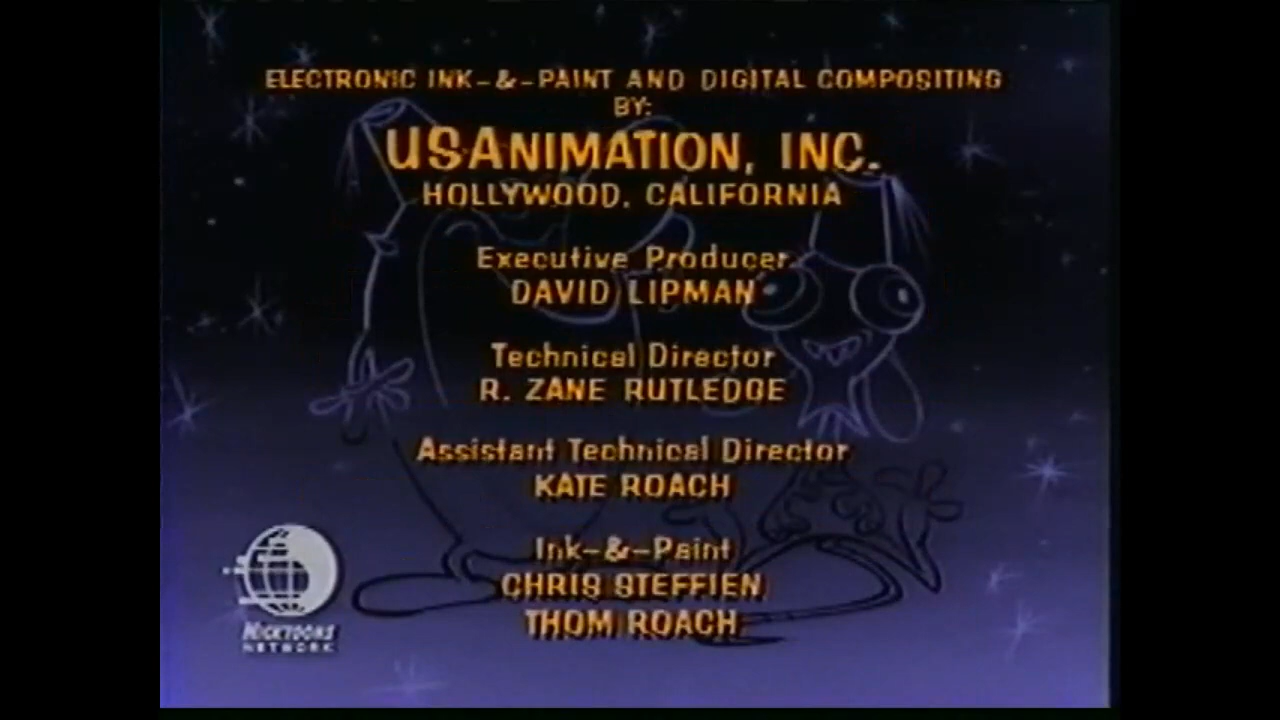 ELECTRONIC INK-&-PAINT AND DIGITAL COMPOSITING
BY:
USANIMATION, INC.
HOLLYWOOD, CALIFORNIA
Executive Producer
DAVID LIPMAN
Technical Director
R. ZANE RUTLEDGE
Assistant Technical Director
KATE ROACH
Ink-&-Paint
CHRIS STEFFIEN
THOM ROACH
NICKTOONS
NETWORK